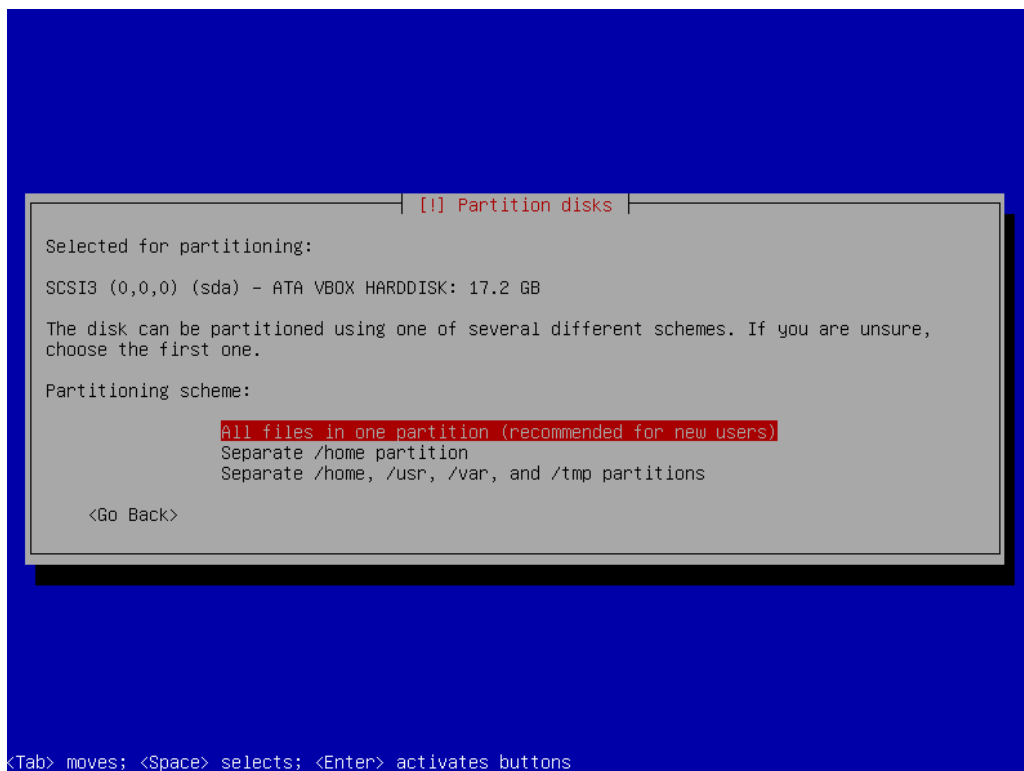 [!] Partition disks
Selected for partitioning:
SCSI3 (0,0,0) (sda) - ATA VBOX HARDDISK: 17.2 GB
The disk can be partitioned using one of several different schemes. If you are unsure,
choose the first one.
Partitioning scheme:
All files in one partition (recommended for new users)
Separate /home partition
Separate /home, /usr, /var, and /tmp partitions
<Go Back>
<Tab> moves; <Space> selects; <Enter> activates buttons